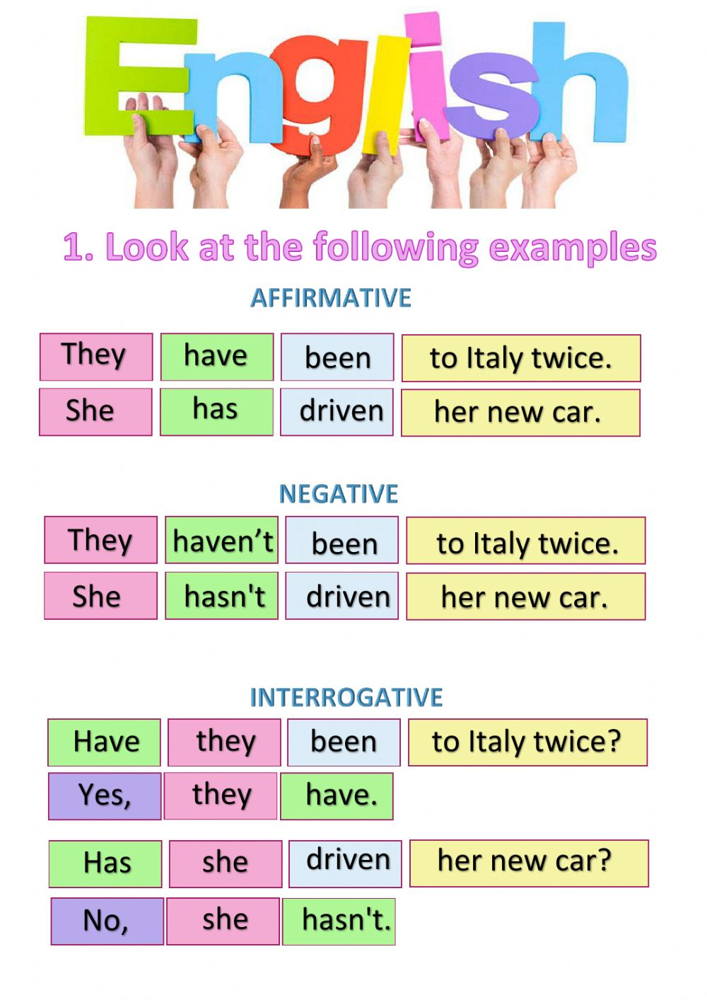 English
1. Look at the following examples
AFFIRMATIVE
They have been to Italy twice.
She has driven her new car.
NEGATIVE
They haven’t been to Italy twice.
She hasn't driven her new car.
INTERROGATIVE
Have they been to Italy twice?
Yes, they have.
Has she driven her new car?
No, she hasn't.